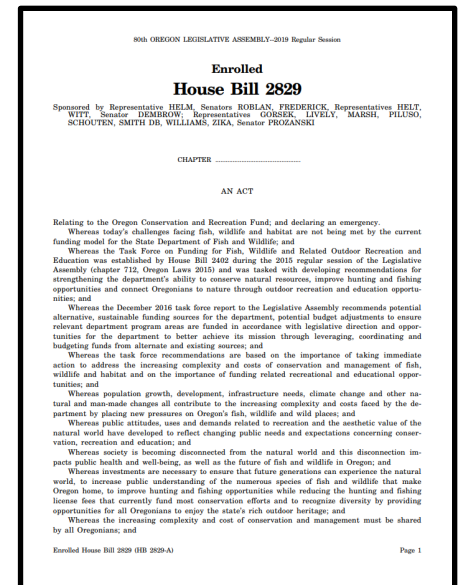 80th OREGON LEGISLATIVE ASSEMBLY--2019 Regular Session
Enrolled
House Bill 2829
Sponsored by Representative HELM, Senators ROBLAN, FREDERICK, Representatives HELT,
WITT, Senator DEMBROW; Representatives GORSEK, LIVELY, MARSH, PILUSO,
SCHOUTEN, SMITH DB, WILLIAMS, ZIKA, Senator PROZANSKI
CHAPTER .................................................
AN ACT
Relating to the Oregon Conservation and Recreation Fund; and declaring an emergency.
Whereas today's challenges facing fish, wildlife and habitat are not being met by the current
funding model for the State Department of Fish and Wildlife; and
Whereas the Task Force on Funding for Fish, Wildlife and Related Outdoor Recreation and
Education was established by House Bill 2402 during the 2015 regular session of the Legislative
Assembly (chapter 712, Oregon Laws 2015) and was tasked with developing recommendations for
strengthening the department's ability to conserve natural resources, improve hunting and fishing
opportunities and connect Oregonians to nature through outdoor recreation and education opportu-
nities; and
Whereas the December 2016 task force report to the Legislative Assembly recommends potential
alternative, sustainable funding sources for the department, potential budget adjustments to ensure
relevant department program areas are funded in accordance with legislative direction and oppor-
tunities for the department to better achieve its mission through leveraging, coordinating and
budgeting funds from alternate and existing sources; and
Whereas the task force recommendations are based on the importance of taking immediate
action to address the increasing complexity and costs of conservation and management of fish,
wildlife and habitat and on the importance of funding related recreational and educational oppor-
tunities; and
Whereas population growth, development, infrastructure needs, climate change and other na-
tural and man-made changes all contribute to the increasing complexity and costs faced by the de-
partment by placing new pressures on Oregon's fish, wildlife and wild places; and
Whereas public attitudes, uses and demands related to recreation and the aesthetic value of the
natural world have developed to reflect changing public needs and expectations concerning conser-
vation, recreation and education; and
Whereas society is becoming disconnected from the natural world and this disconnection im-
pacts public health and well-being, as well as the future of fish and wildlife in Oregon; and
Whereas investments are necessary to ensure that future generations can experience the natural
world, to increase public understanding of the numerous species of fish and wildlife that make
Oregon home, to improve hunting and fishing opportunities while reducing the hunting and fishing
license fees that currently fund most conservation efforts and to recognize diversity by providing
opportunities for all Oregonians to enjoy the state's rich outdoor heritage; and
Whereas the increasing complexity and cost of conservation and management must be shared
by all Oregonians; and
Enrolled House Bill 2829 (HB 2829-A)
Page 1